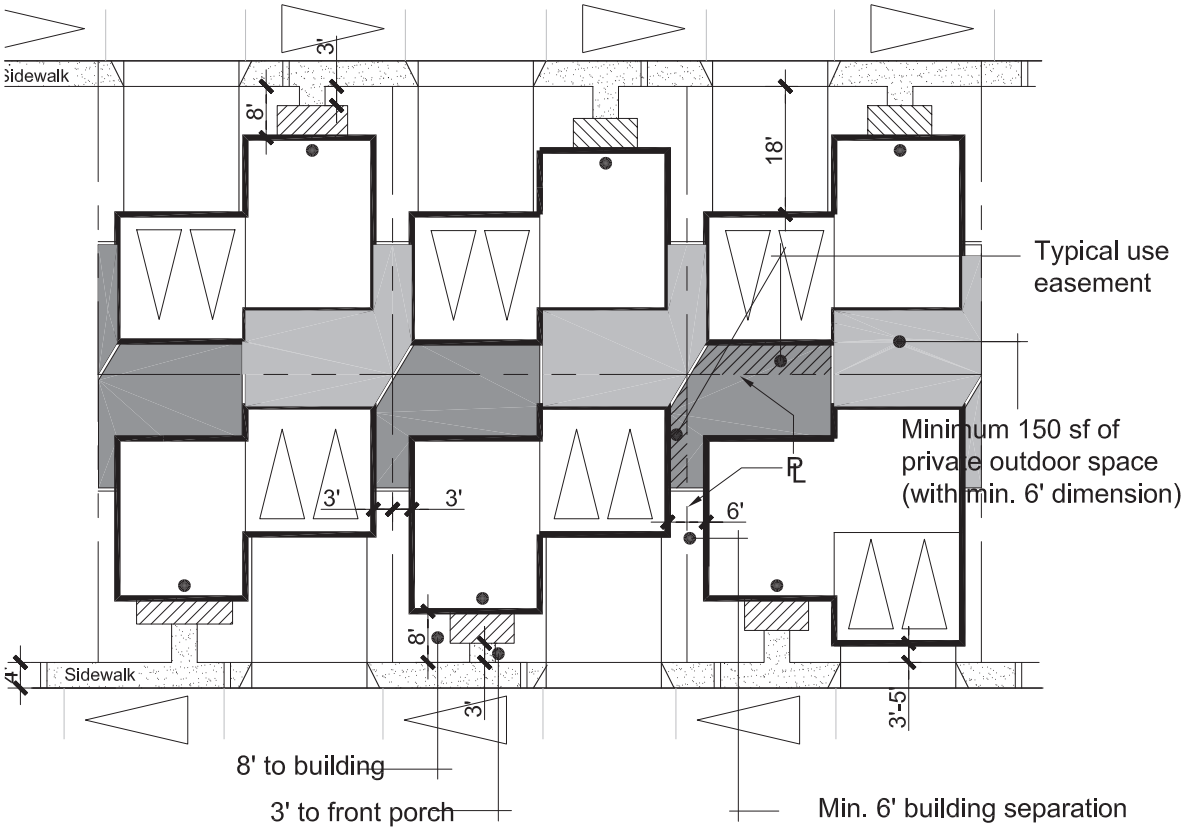 3'
Sidewalk
8'
18'
Typical use
easement
Minimum 150 sf of
private outdoor space
(with min. 6' dimension)
PL
3'
3'
6'
8'
Sidewalk
4'
3'
3'-5'
8' to building
3' to front porch
Min. 6' building separation